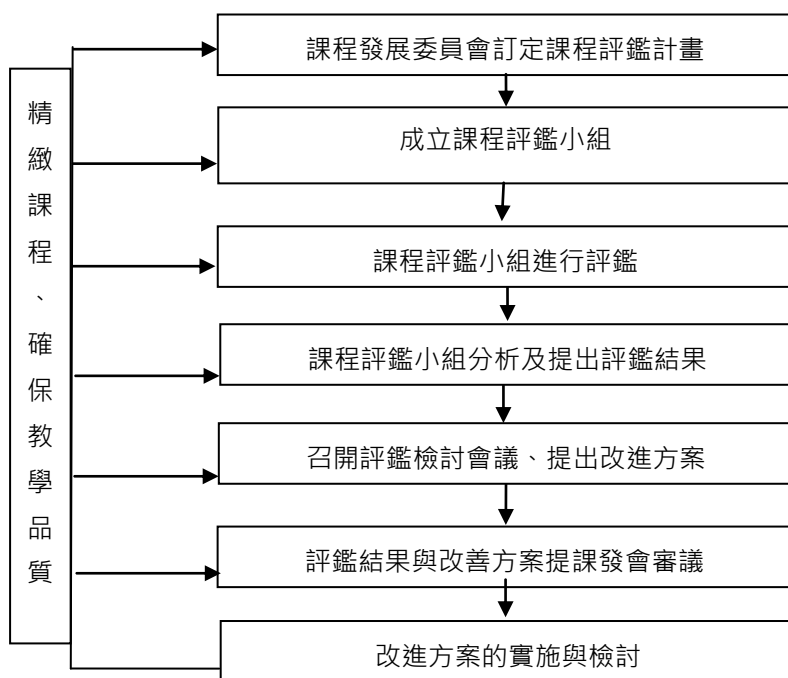 精緻課程、確保教學品質
課程發展委員會訂定課程評鑑計畫
成立課程評鑑小組
課程評鑑小組進行評鑑
課程評鑑小組分析及提出評鑑結果
召開評鑑檢討會議、提出改進方案
評鑑結果與改善方案提課發會審議
改進方案的實施與檢討